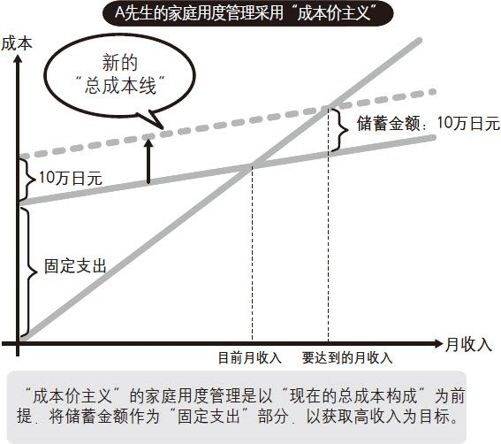 A先生的家庭用度管理采用“成本价主义”
成本
新的
“总成本线”
储蓄金额：10万日元
10万日元
固定支出
月收入
目前月收入
要达到的月收入
“成本价主义”的家庭用度管理是以“现在的总成本构成”为前
提，将储蓄金额作为“固定支出”部分，以获取高收入为目标。